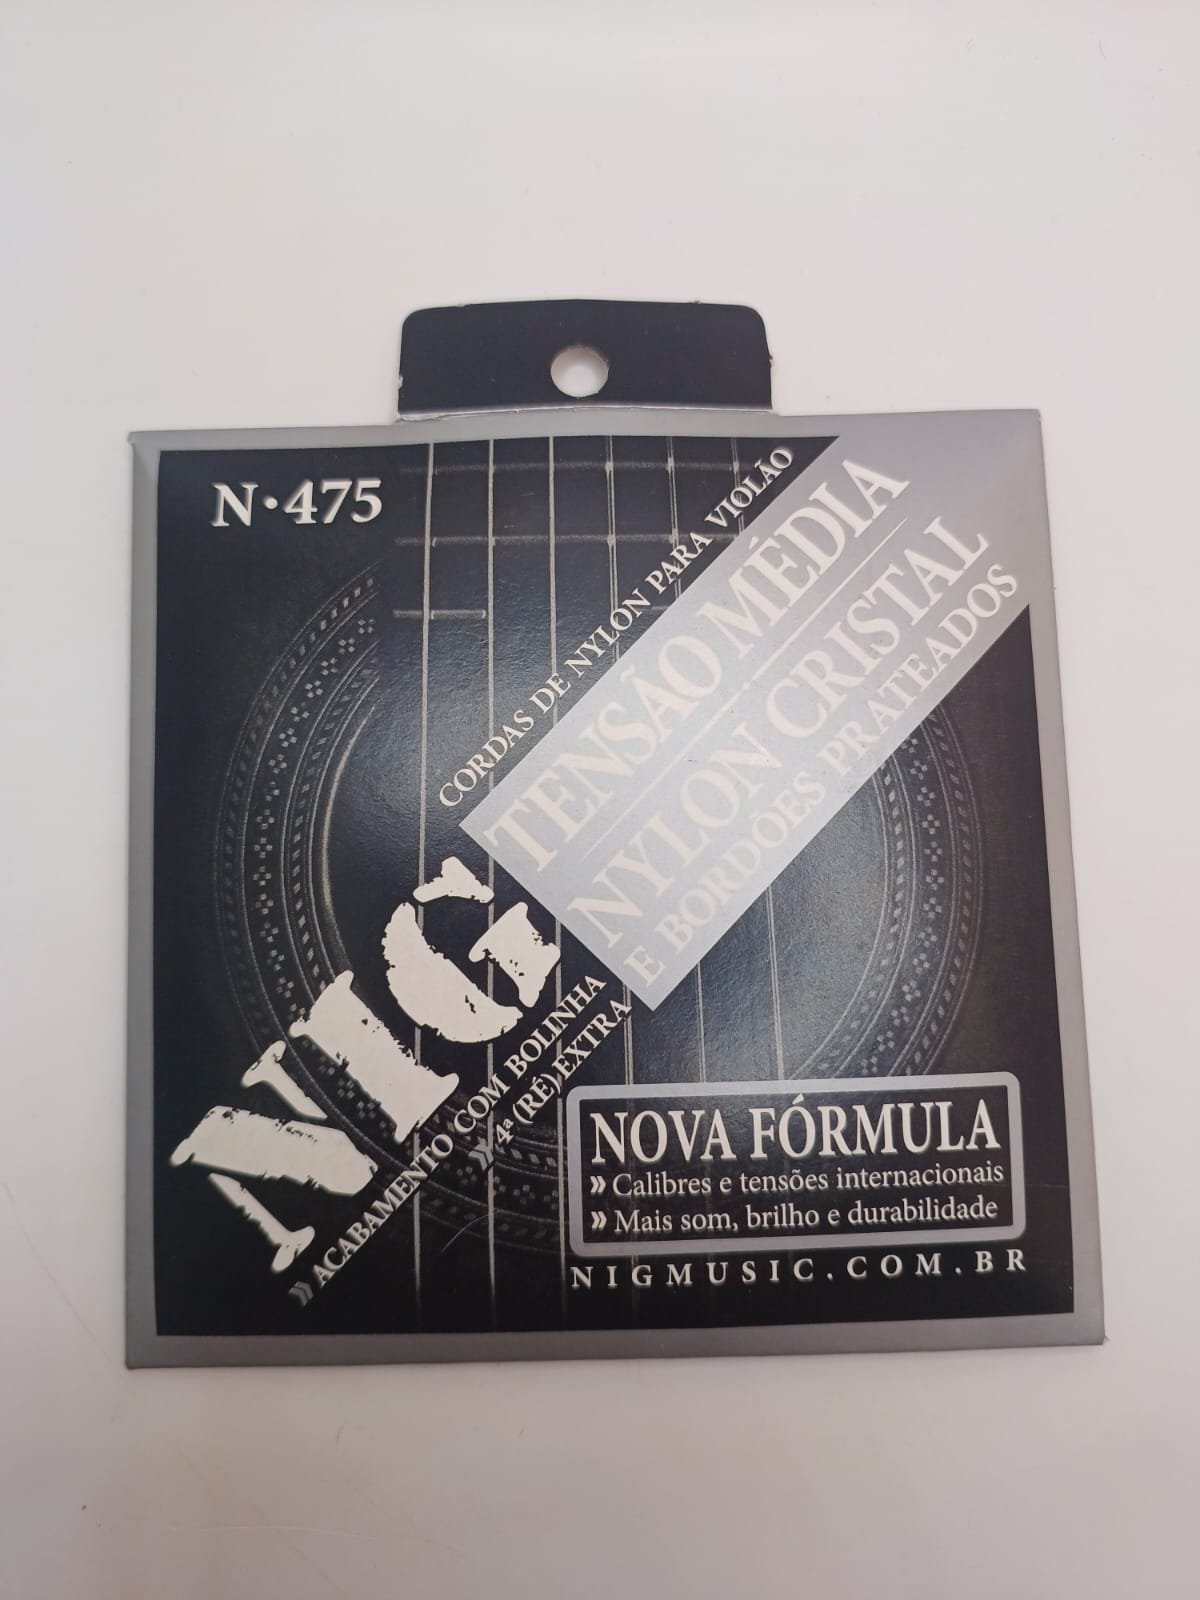 N·475
CORDAS DE NYLON PARA VIOLÃO
TENSÃO MÉDIA
NYLON CRISTAL
E BORDÕES PRATEADOS
NIG
» ACABAMENTO COM BOLINHA
» 4ª (RÉ) EXTRA
NOVA FÓRMULA
» Calibres e tensões internacionais
» Mais som, brilho e durabilidade
NIGMUSIC.COM.BR